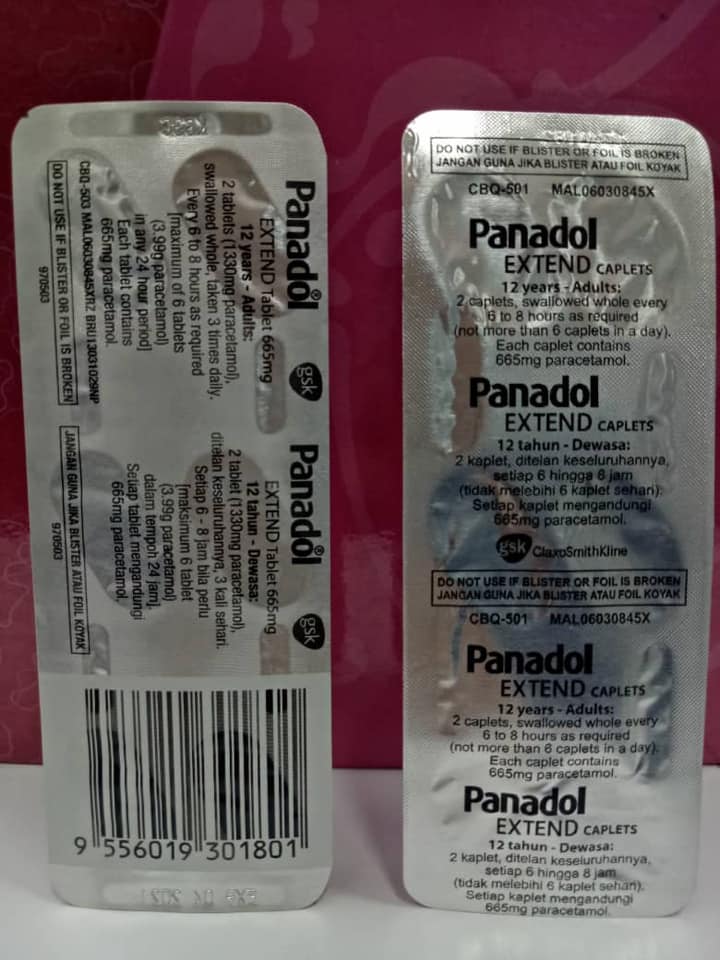 Panadol®
gsk
EXTEND Tablet 665mg
12 years - Adults:
2 tablets (1330mg paracetamol),
swallowed whole, taken 3 times daily.
Every 6 to 8 hours as required
[maximum of 6 tablets
(3.99g paracetamol)
in any 24 hour period]
Each tablet contains
665mg paracetamol.
DO NOT USE IF BLISTER OR FOIL IS BROKEN
970503
Panadol®
gsk
EXTEND Tablet 665mg
12 tahun - Dewasa:
2 tablet (1330mg paracetamol),
ditelan keseluruhannya, 3 kali sehari.
Setiap 6 - 8 jam bila perlu
[maksimum 6 tablet
(3.99g paracetamol)
dalam tempoh 24 jam].
Setiap tablet mengandungi
665mg paracetamol.
JANGAN GUNA JIKA BLISTER ATAU FOIL KOYAK
970503
9 556019 301801
DO NOT USE IF BLISTER OR FOIL IS BROKEN
JANGAN GUNA JIKA BLISTER ATAU FOIL KOYAK
CBQ-501 MAL06030845X
Panadol
EXTEND CAPLETS
12 years - Adults:
2 caplets, swallowed whole every
6 to 8 hours as required
(not more than 6 caplets in a day).
Each caplet contains
665mg paracetamol.
Panadol
EXTEND CAPLETS
12 tahun - Dewasa:
2 kaplet, ditelan keseluruhannya,
setiap 6 hingga 8 jam
(tidak melebihi 6 kaplet sehari).
Setiap kaplet mengandungi
665mg paracetamol.
gsk GlaxoSmithKline
DO NOT USE IF BLISTER OR FOIL IS BROKEN
JANGAN GUNA JIKA BLISTER ATAU FOIL KOYAK
CBQ-501 MAL06030845X
Panadol
EXTEND CAPLETS
12 years - Adults:
2 caplets, swallowed whole every
6 to 8 hours as required
(not more than 6 caplets in a day).
Each caplet contains
665mg paracetamol.
Panadol
EXTEND CAPLETS
12 tahun - Dewasa:
2 kaplet, ditelan keseluruhannya,
setiap 6 hingga 8 jam
(tidak melebihi 6 kaplet sehari).
Setiap kaplet mengandungi
665mg paracetamol.